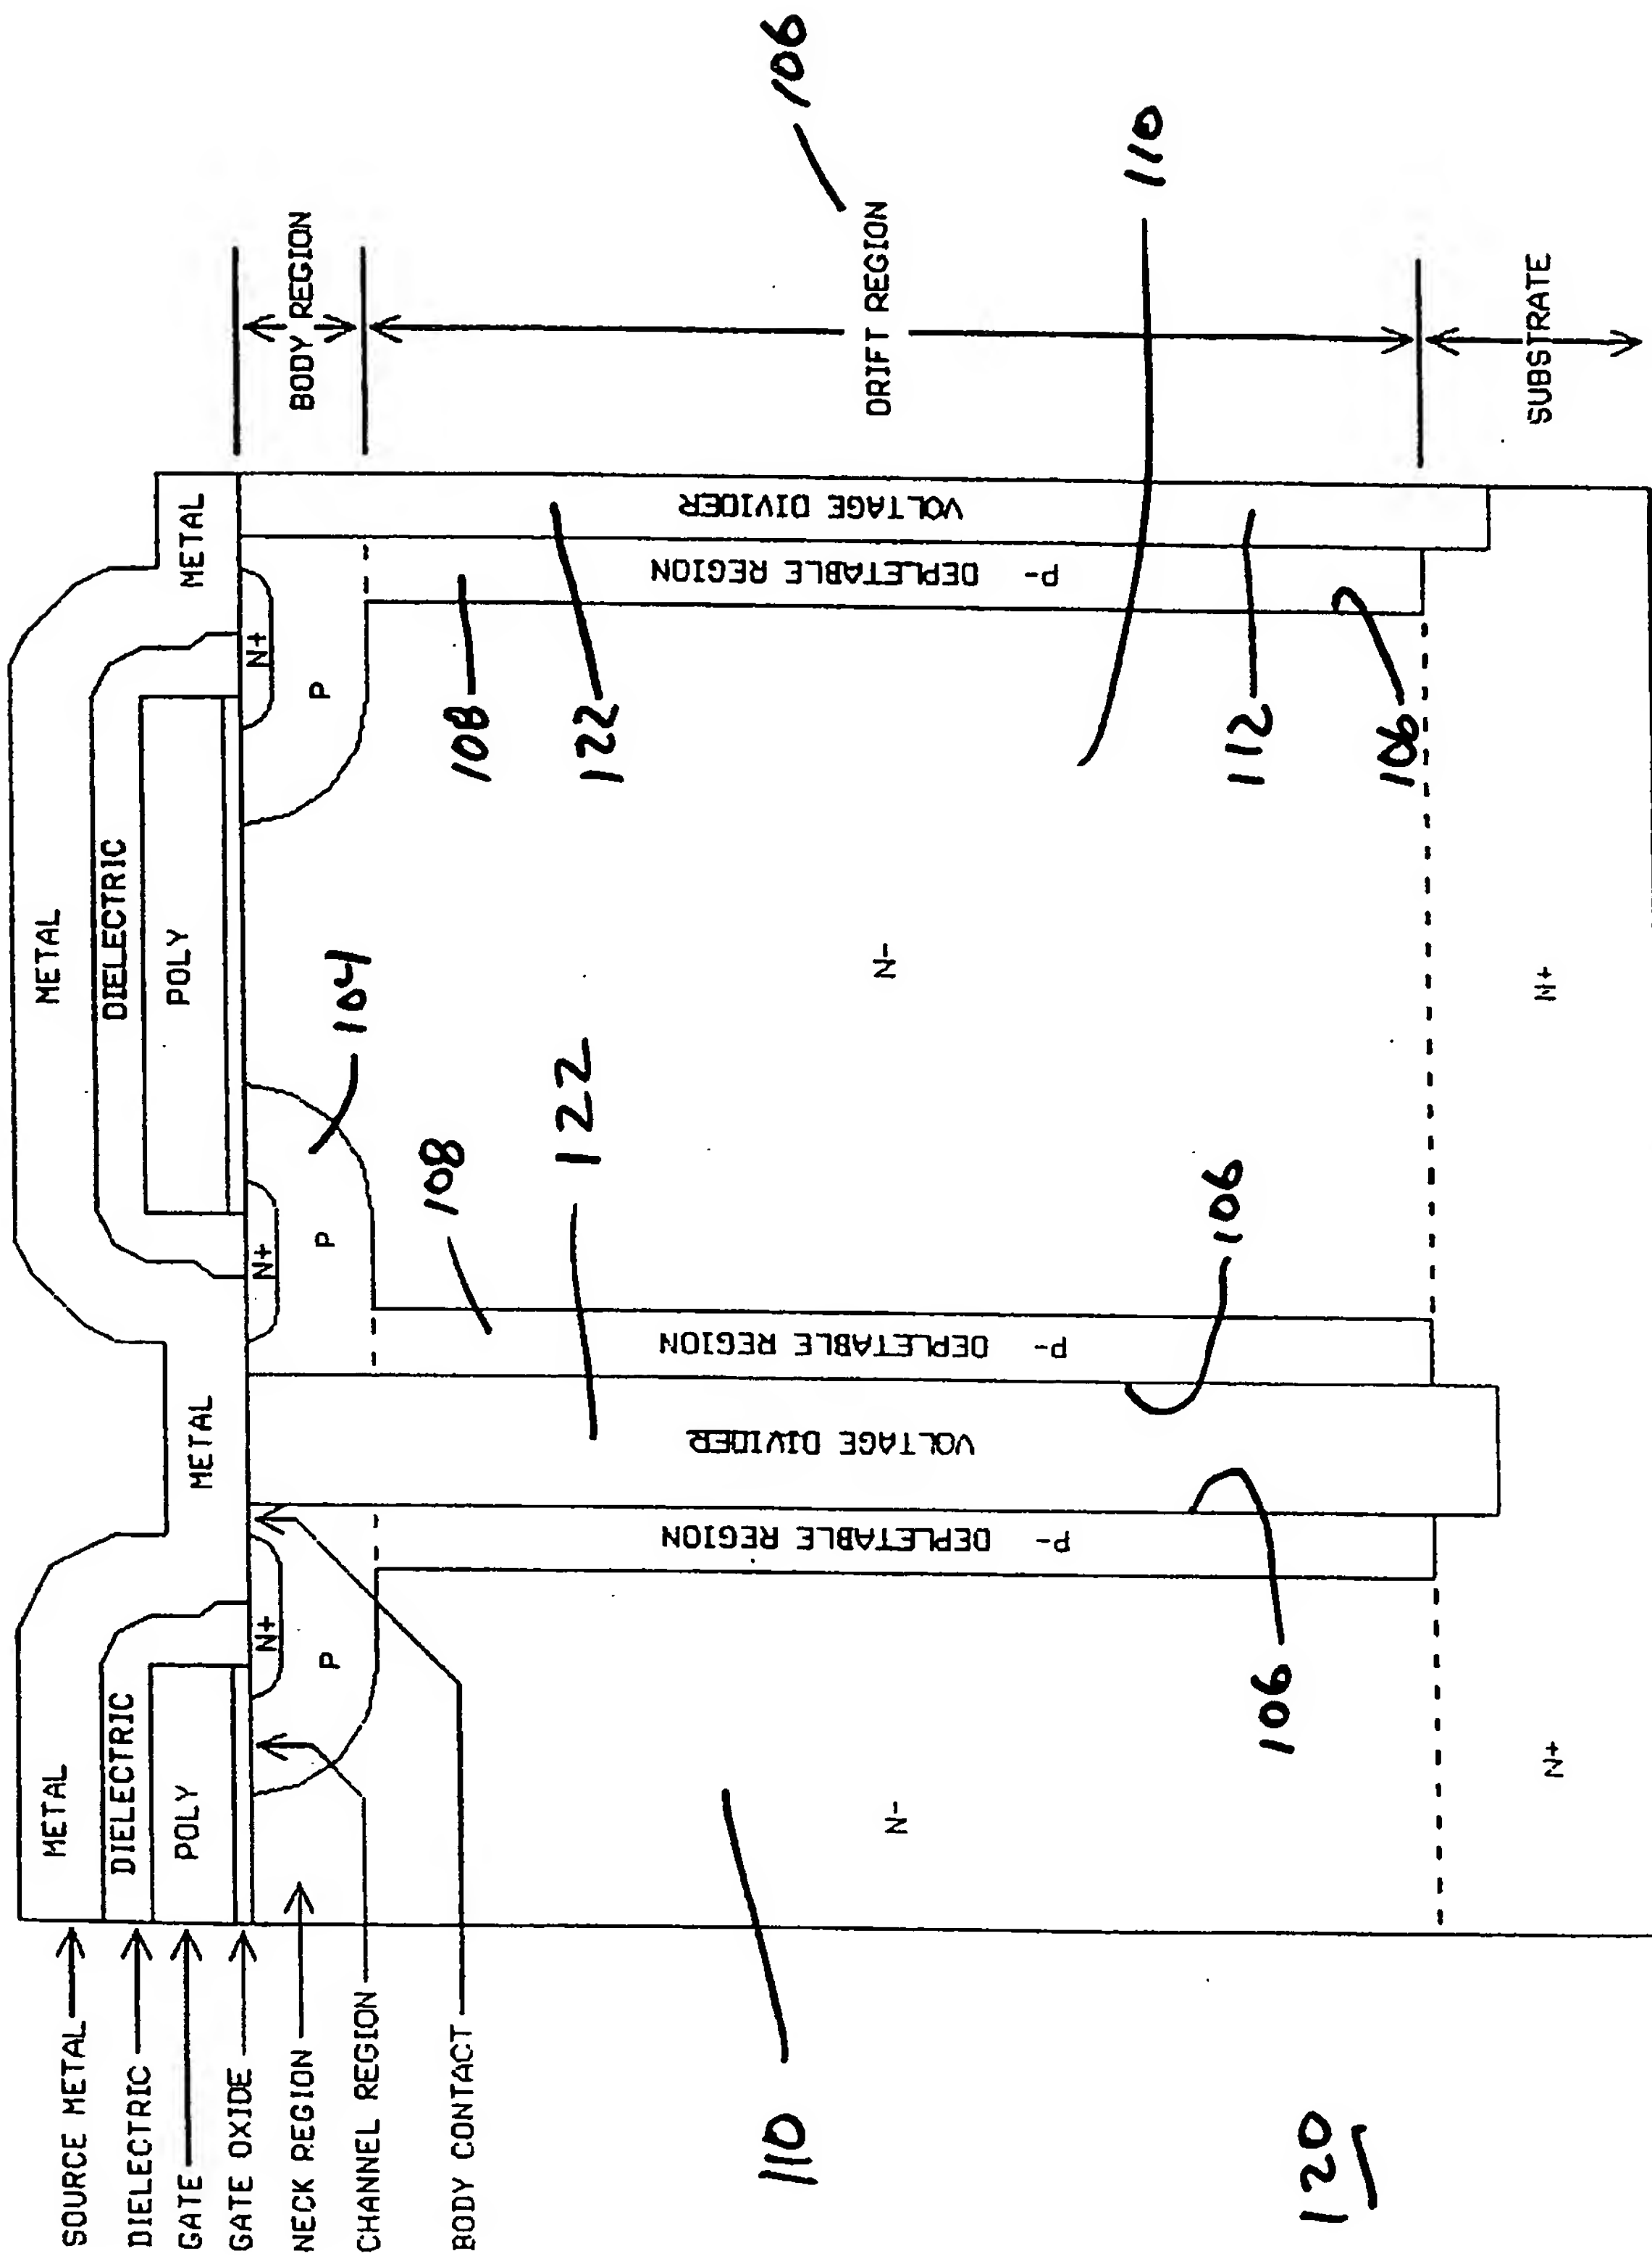 SOURCE METAL
DIELECTRIC
GATE
GATE OXIDE
NECK REGION
CHANNEL REGION
BODY CONTACT
METAL
DIELECTRIC
POLY
N+
P
METAL
METAL
DIELECTRIC
POLY
N+
P
104
N+
P
METAL
BODY REGION
DRIFT REGION
106
SUBSTRATE
110
N-
110
P- DEPLETABLE REGION
VOLTAGE DIVIDER
P- DEPLETABLE REGION
108
122
106
106
N-
P- DEPLETABLE REGION
VOLTAGE DIVIDER
108
122
112
106
N+
N+
120